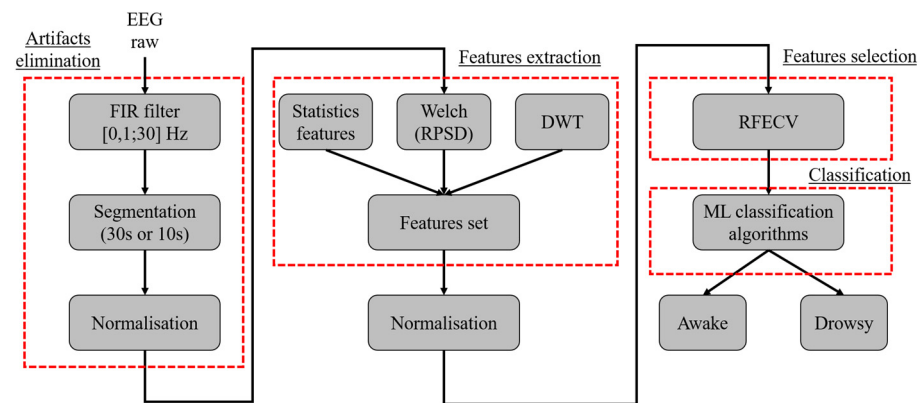 Artifacts
elimination
EEG
raw
FIR filter
[0,1;30] Hz
Segmentation
(30s or 10s)
Normalisation
Features extraction
Statistics
features
Welch
(RPSD)
DWT
Features set
Normalisation
Features selection
RFECV
Classification
ML classification
algorithms
Awake
Drowsy